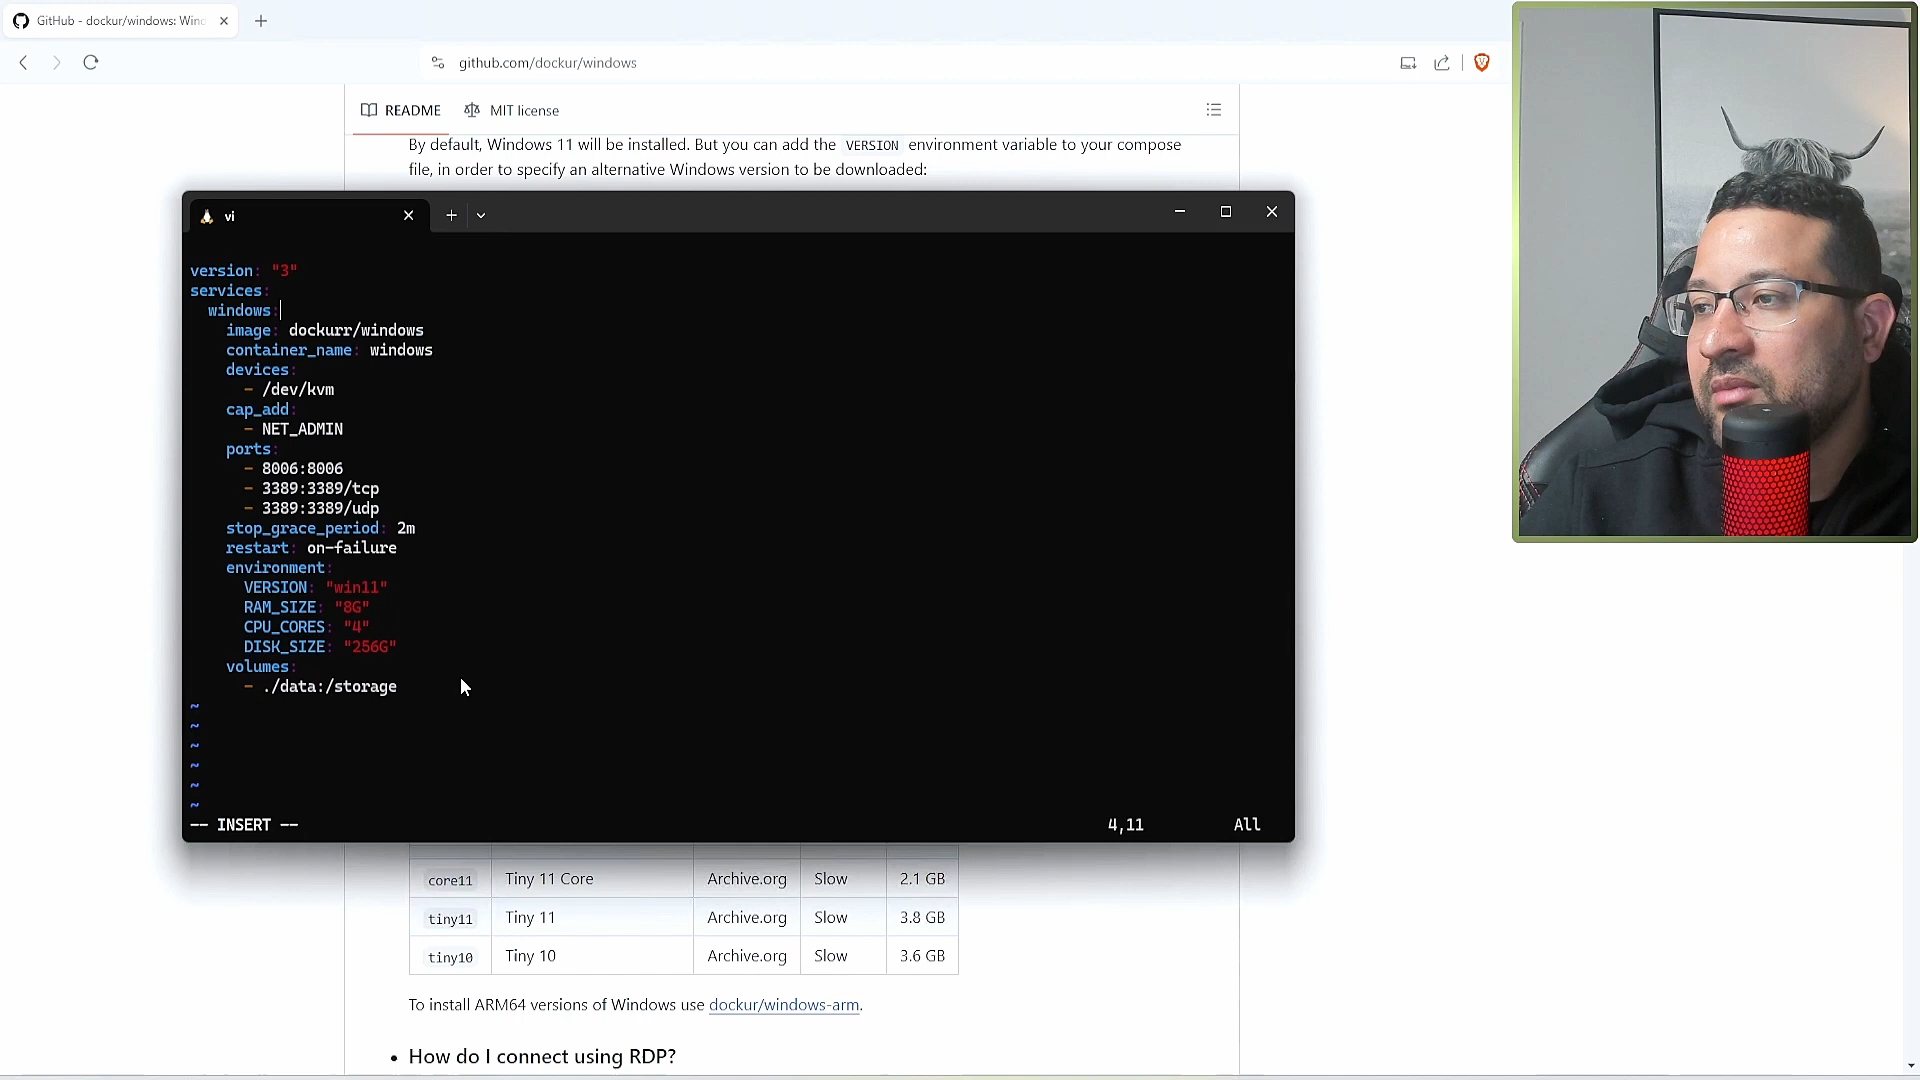 GitHub - dockur/windows: Wind
github.com/dockur/windows
README
MIT license
By default, Windows 11 will be installed. But you can add the VERSION environment variable to your compose
file, in order to specify an alternative Windows version to be downloaded:
vi
version: "3"
services:
windows:
image: dockurr/windows
container_name: windows
devices:
- /dev/kvm
cap_add:
- NET_ADMIN
ports:
- 8006:8006
- 3389:3389/tcp
- 3389:3389/udp
stop_grace_period: 2m
restart: on-failure
environment:
VERSION: "win11"
RAM_SIZE: "8G"
CPU_CORES: "4"
DISK_SIZE: "256G"
volumes:
- ./data:/storage
~
~
~
~
~
~
-- INSERT -- 4,11 All
core11 Tiny 11 Core Archive.org Slow 2.1 GB
tiny11 Tiny 11 Archive.org Slow 3.8 GB
tiny10 Tiny 10 Archive.org Slow 3.6 GB
To install ARM64 versions of Windows use dockur/windows-arm.
• How do I connect using RDP?